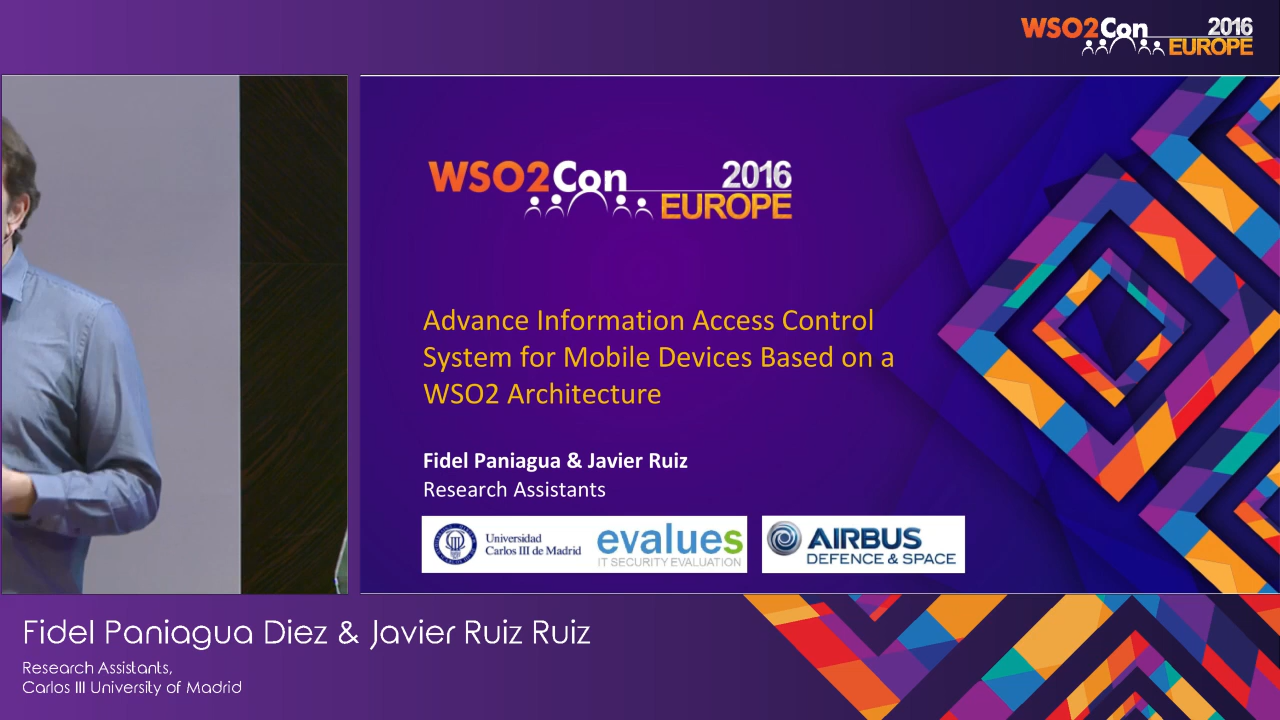 WSO2Con 2016
EUROPE
WSO2Con 2016
EUROPE
Advance Information Access Control
System for Mobile Devices Based on a
WSO2 Architecture
Fidel Paniagua & Javier Ruiz
Research Assistants
Universidad
Carlos III de Madrid
evalues
IT SECURITY EVALUATION
AIRBUS
DEFENCE & SPACE
Fidel Paniagua Diez & Javier Ruiz Ruiz
Research Assistants,
Carlos III University of Madrid